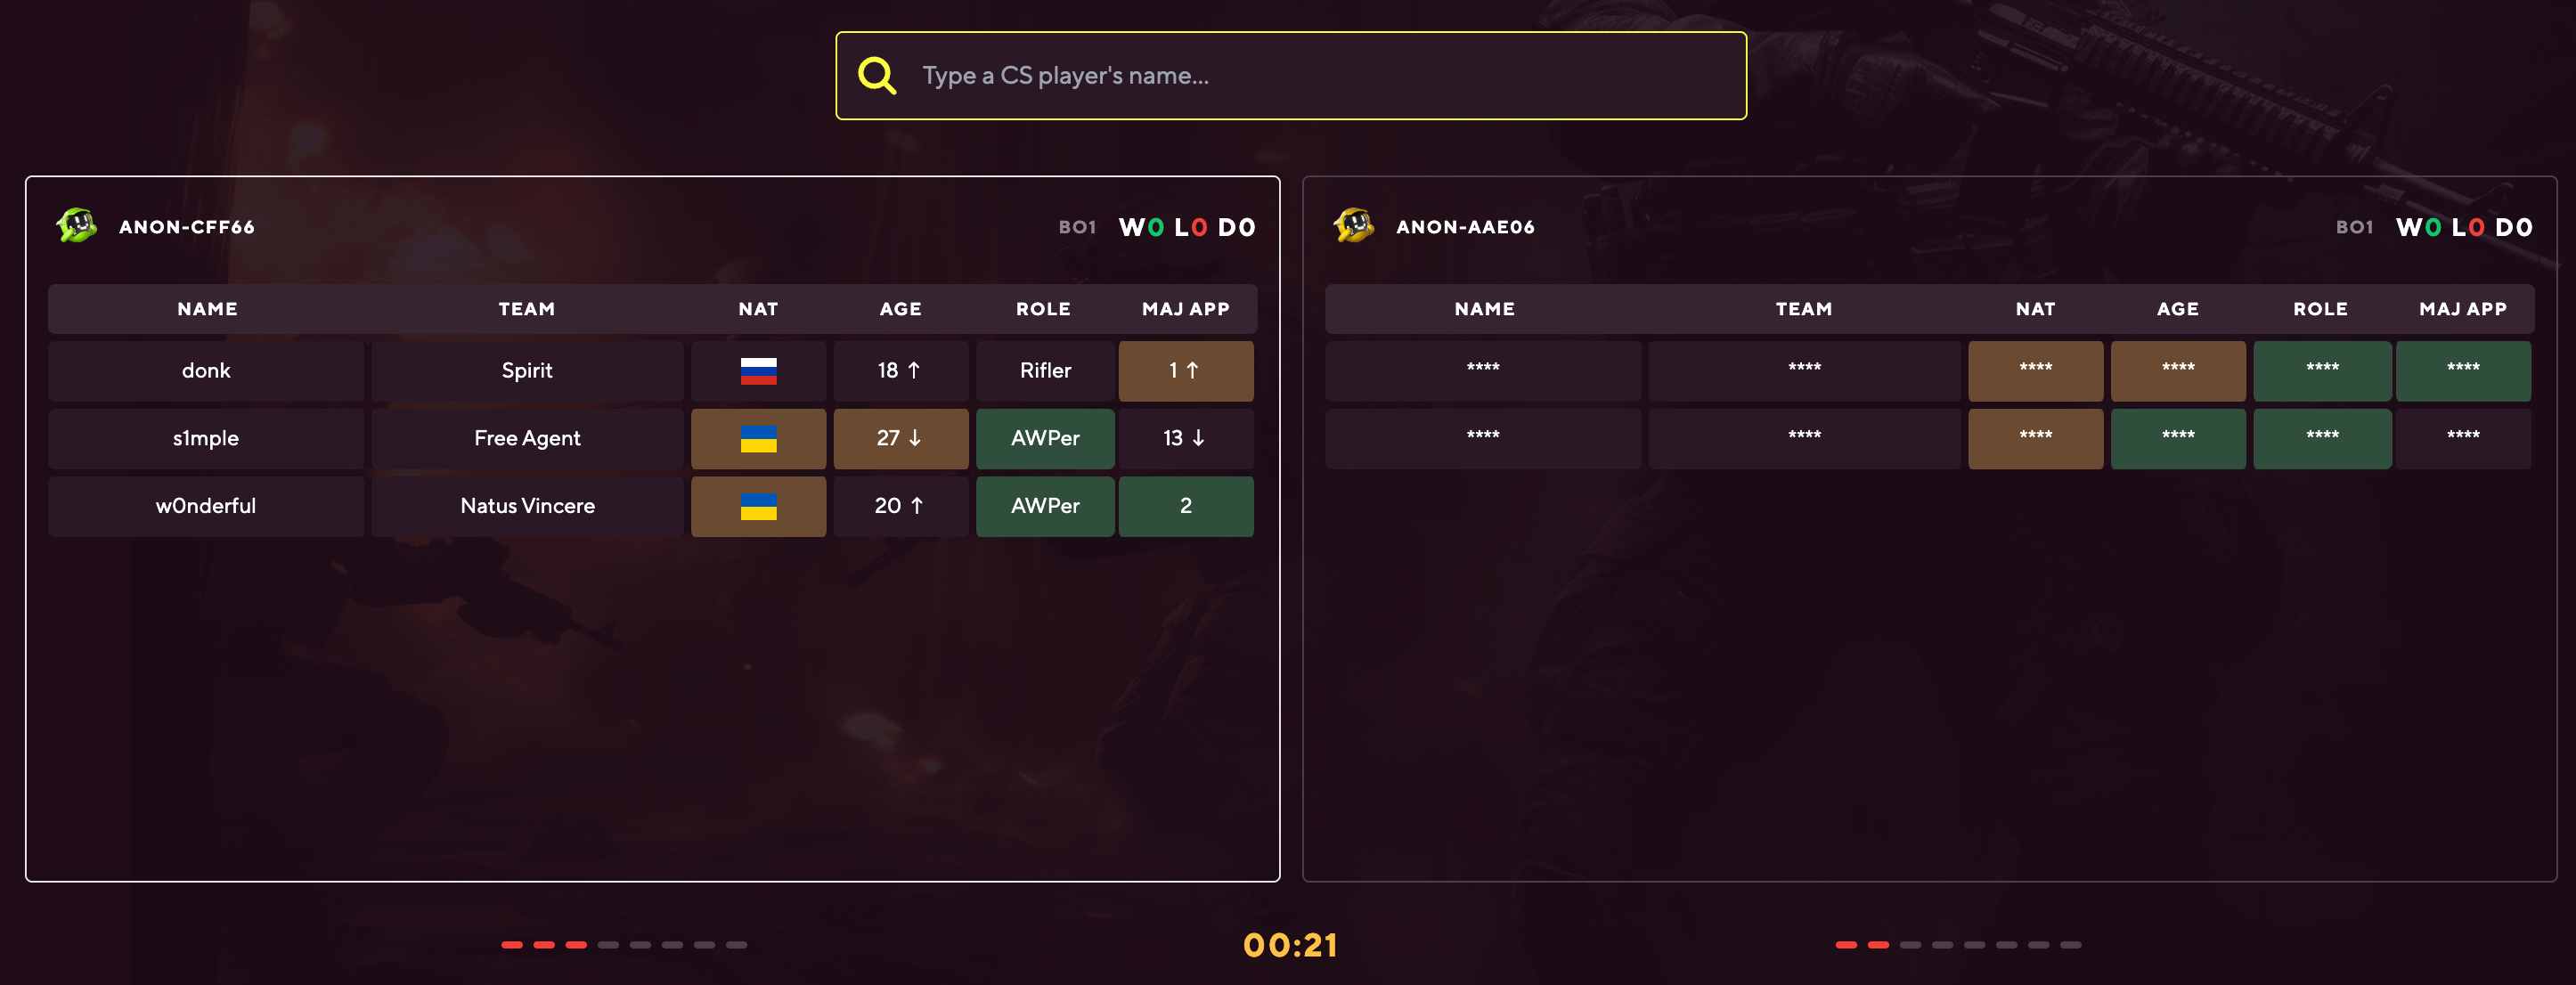 Type a CS player's name...
ANON-CFF66 BO1 W0 L0 D0
NAME TEAM NAT AGE ROLE MAJ APP
donk Spirit 18 ↑ Rifler 1 ↑
s1mple Free Agent 27 ↓ AWPer 13 ↓
w0nderful Natus Vincere 20 ↑ AWPer 2
ANON-AAE06 BO1 W0 L0 D0
NAME TEAM NAT AGE ROLE MAJ APP
**** **** **** **** **** ****
**** **** **** **** **** ****
00:21